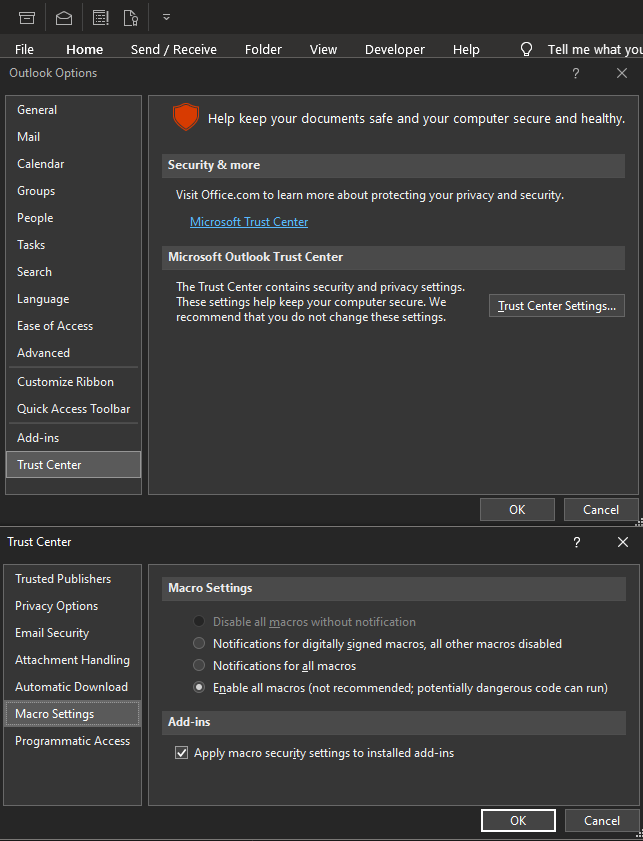 File Home Send / Receive Folder View Developer Help Tell me what you
Outlook Options ?
General
Mail
Calendar
Groups
People
Tasks
Search
Language
Ease of Access
Advanced
Customize Ribbon
Quick Access Toolbar
Add-ins
Trust Center
Help keep your documents safe and your computer secure and healthy.
Security & more
Visit Office.com to learn more about protecting your privacy and security.
Microsoft Trust Center
Microsoft Outlook Trust Center
The Trust Center contains security and privacy settings.
These settings help keep your computer secure. We
recommend that you do not change these settings.
Trust Center Settings...
OK Cancel
Trust Center ?
Trusted Publishers
Privacy Options
Email Security
Attachment Handling
Automatic Download
Macro Settings
Programmatic Access
Macro Settings
Disable all macros without notification
Notifications for digitally signed macros, all other macros disabled
Notifications for all macros
Enable all macros (not recommended; potentially dangerous code can run)
Add-ins
Apply macro security settings to installed add-ins
OK Cancel